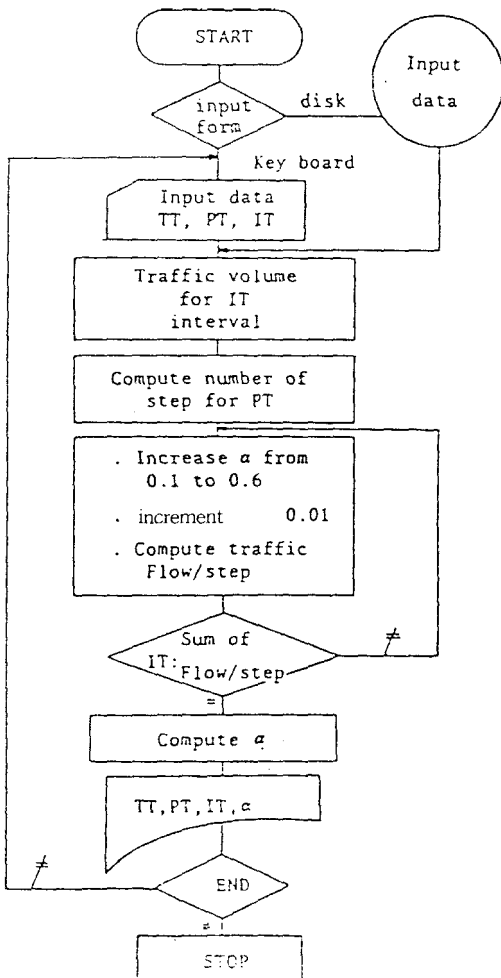 START
Input
data
input
form
disk
Key board
Input data
TT, PT, IT
Traffic volume
for IT
interval
Compute number of
step for PT
. Increase α from
0.1 to 0.6
. increment 0.01
. Compute traffic
Flow/step
Sum of
IT:Flow/step
≠
=
Compute α
TT,PT,IT,α
≠
END
=
STOP